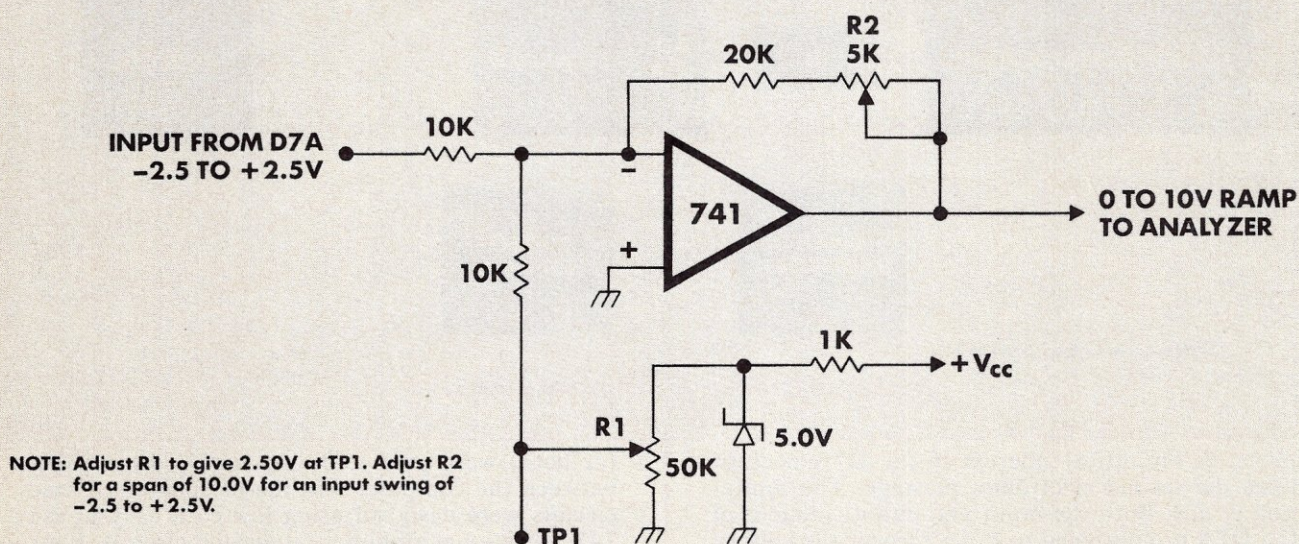 R2
5K
20K
10K
INPUT FROM D7A
−2.5 TO +2.5V
−
741
+
0 TO 10V RAMP
TO ANALYZER
10K
1K
+Vcc
R1
5.0V
50K
NOTE: Adjust R1 to give 2.50V at TP1. Adjust R2
for a span of 10.0V for an input swing of
−2.5 to +2.5V.
TP1